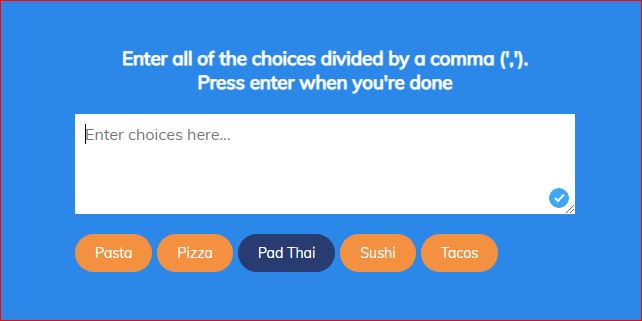 Enter all of the choices divided by a comma (',').
Press enter when you're done
Enter choices here...
Pasta Pizza Pad Thai Sushi Tacos